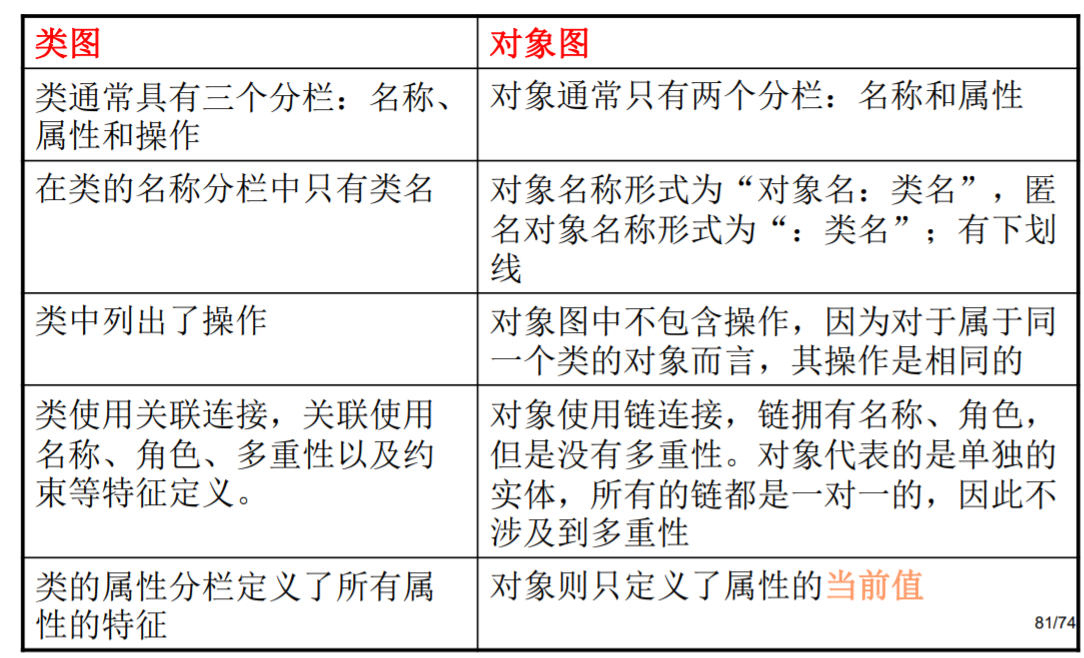 类图
对象图
类通常具有三个分栏：名称、
属性和操作
对象通常只有两个分栏：名称和属性
在类的名称分栏中只有类名
对象名称形式为“对象名：类名”，匿
名对象名称形式为“：类名”；有下划
线
类中列出了操作
对象图中不包含操作，因为对于属于同
一个类的对象而言，其操作是相同的
类使用关联连接，关联使用
名称、角色、多重性以及约
束等特征定义。
对象使用链连接，链拥有名称、角色，
但是没有多重性。对象代表的是单独的
实体，所有的链都是一对一的，因此不
涉及到多重性
类的属性分栏定义了所有属
性的特征
对象则只定义了属性的当前值
81/74